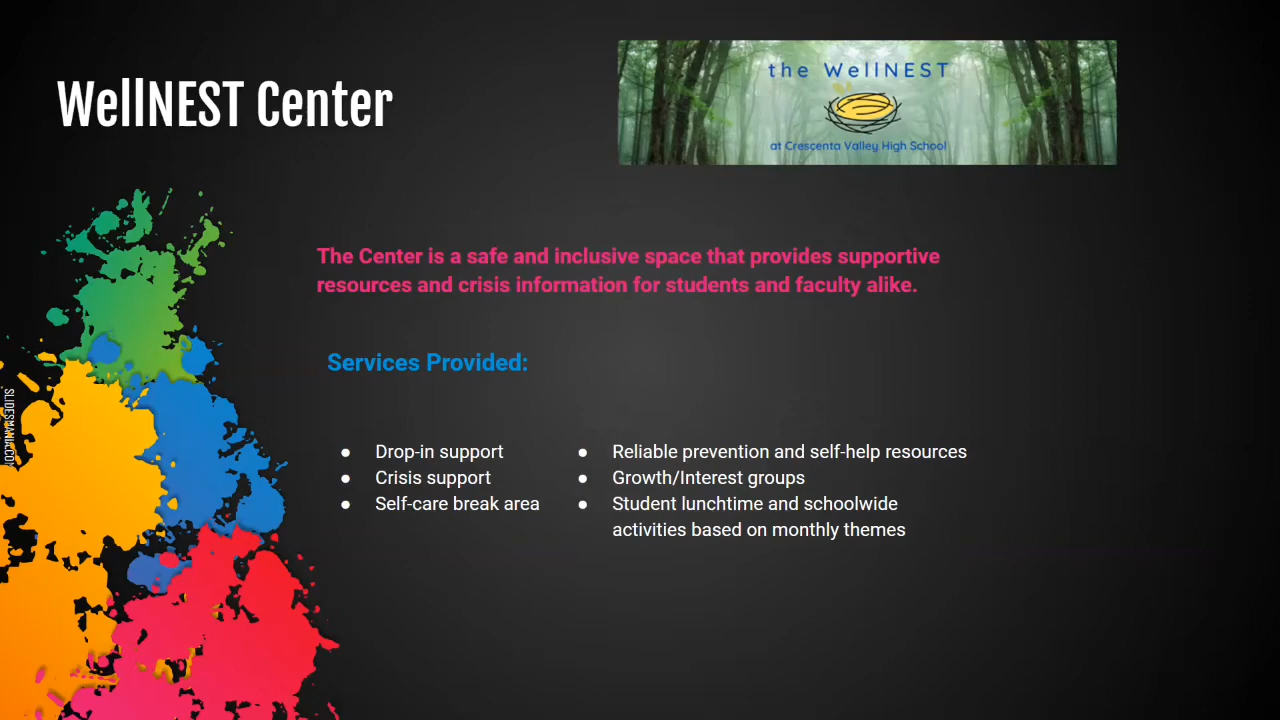 WellNEST Center
the WellNEST
at Crescenta Valley High School
The Center is a safe and inclusive space that provides supportive
resources and crisis information for students and faculty alike.
Services Provided:
● Drop-in support
● Crisis support
● Self-care break area
● Reliable prevention and self-help resources
● Growth/Interest groups
● Student lunchtime and schoolwide
activities based on monthly themes
SLIDESMANIA.COM